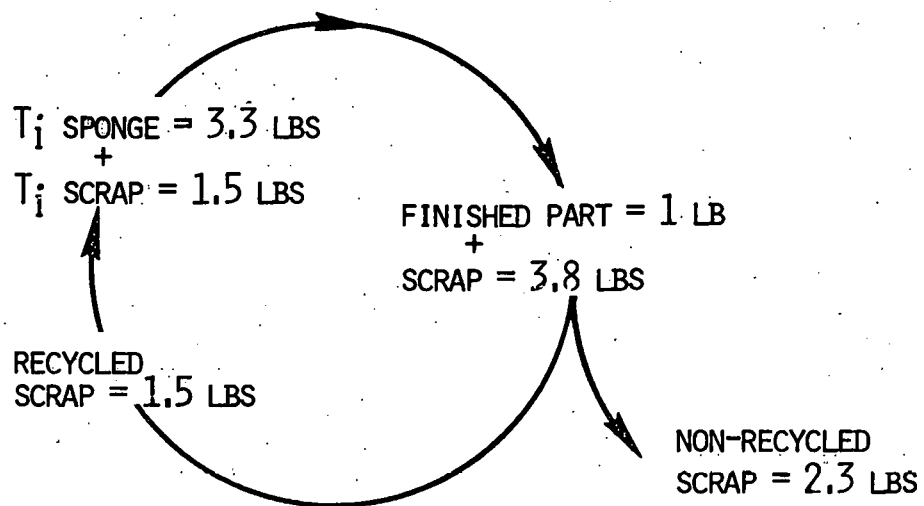 Ti SPONGE = 3.3 LBS
+
Ti SCRAP = 1.5 LBS
FINISHED PART = 1 LB
+
SCRAP = 3.8 LBS
RECYCLED
SCRAP = 1.5 LBS
NON-RECYCLED
SCRAP = 2.3 LBS